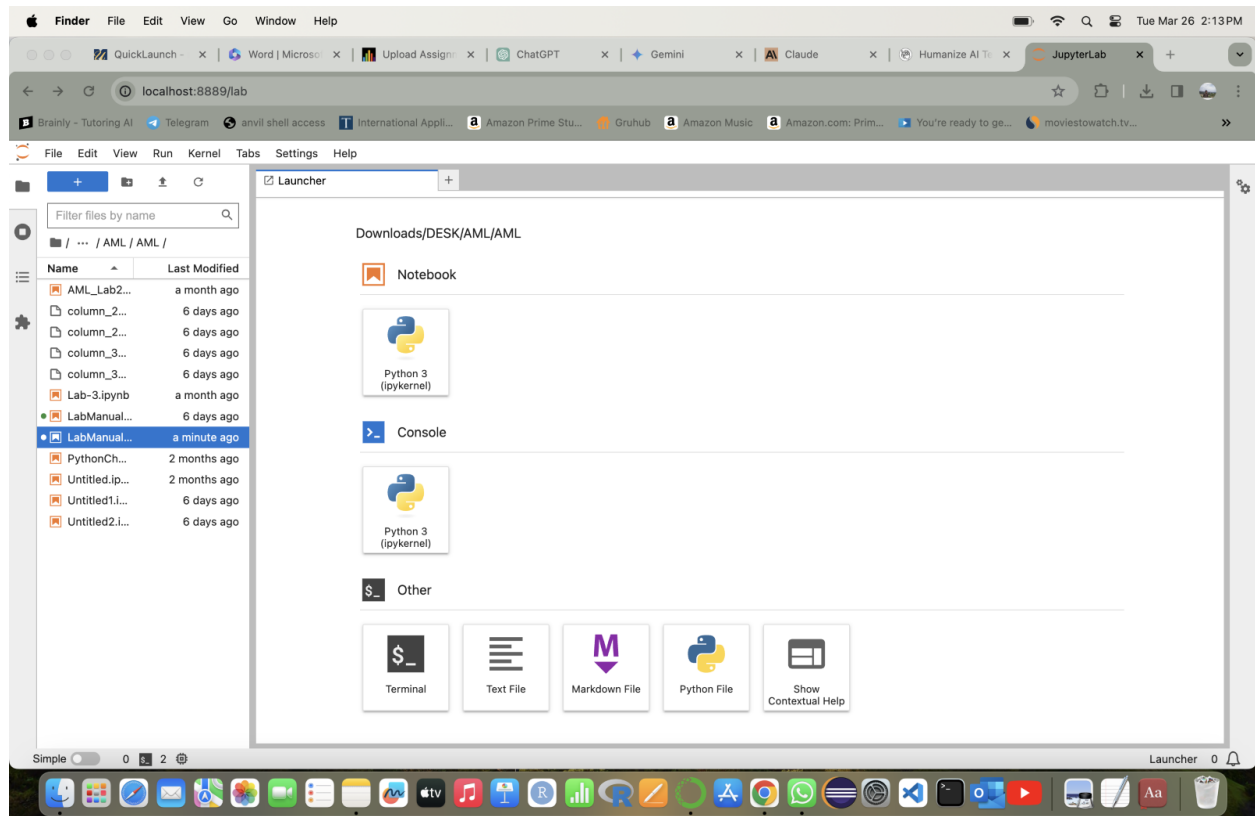 Finder File Edit View Go Window Help Tue Mar 26 2:13PM
QuickLaunch - Word | Microso Upload Assign ChatGPT Gemini Claude Humanize AI Te JupyterLab
localhost:8889/lab
Brainly - Tutoring AI Telegram anvil shell access International Appli... Amazon Prime Stu... Gruhub Amazon Music Amazon.com: Prim... You're ready to ge... moviestowatch.tv... »
File Edit View Run Kernel Tabs Settings Help
Launcher
Filter files by name
/ ··· / AML / AML /
Name Last Modified
AML_Lab2... a month ago
column_2... 6 days ago
column_2... 6 days ago
column_3... 6 days ago
column_3... 6 days ago
Lab-3.ipynb a month ago
LabManual... 6 days ago
LabManual... a minute ago
PythonCh... 2 months ago
Untitled.ip... 2 months ago
Untitled1.i... 6 days ago
Untitled2.i... 6 days ago
Downloads/DESK/AML/AML
Notebook
Python 3
(ipykernel)
>_ Console
Python 3
(ipykernel)
$_ Other
$_ M
Terminal Text File Markdown File Python File Show
Contextual Help
Simple 0 $_ 2 Launcher 0
tv R Aa